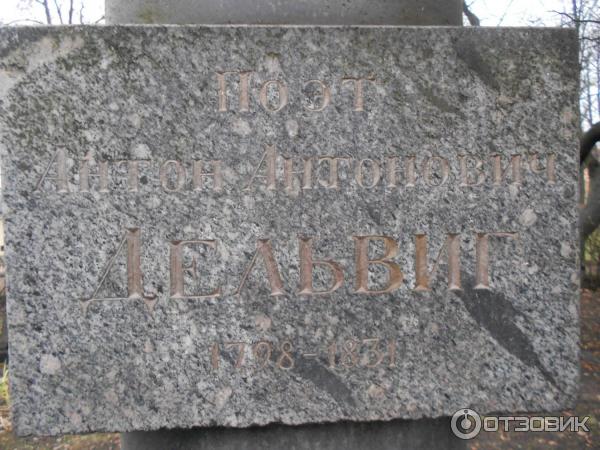 Поэт
Антон Антонович
Дельвиг
1798-1831
ОТЗОВИК